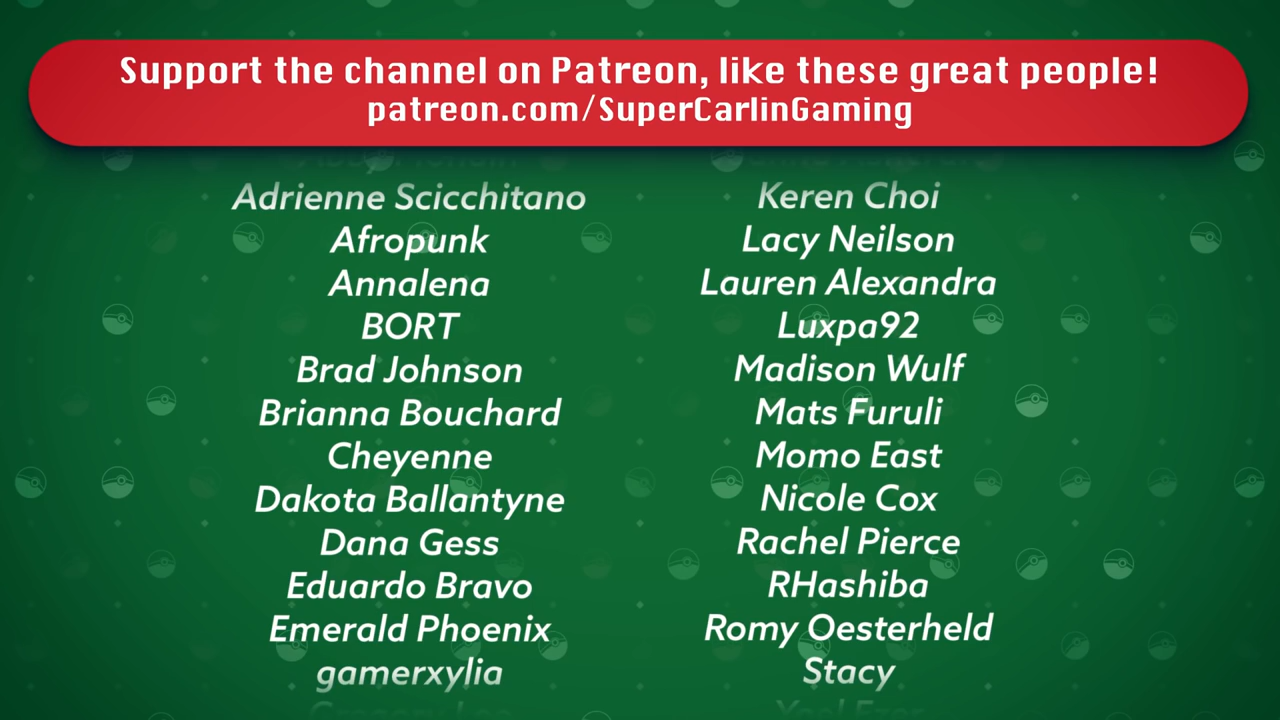 Support the channel on Patreon, like these great people!
patreon.com/SuperCarlinGaming
Adrienne Scicchitano
Afropunk
Annalena
BORT
Brad Johnson
Brianna Bouchard
Cheyenne
Dakota Ballantyne
Dana Gess
Eduardo Bravo
Emerald Phoenix
gamerxylia
Keren Choi
Lacy Neilson
Lauren Alexandra
Luxpa92
Madison Wulf
Mats Furuli
Momo East
Nicole Cox
Rachel Pierce
RHashiba
Romy Oesterheld
Stacy